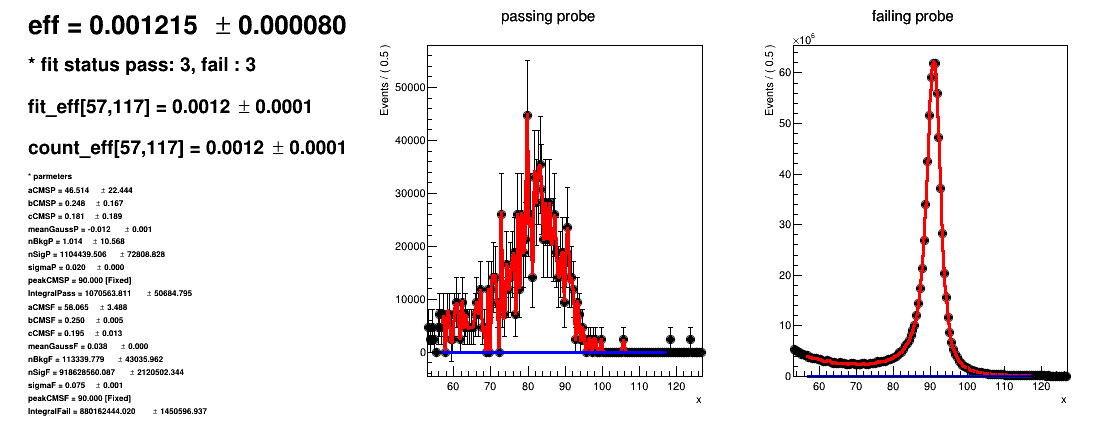 eff = 0.001215 ± 0.000080
* fit status pass: 3, fail : 3
fit_eff[57,117] = 0.0012 ± 0.0001
count_eff[57,117] = 0.0012 ± 0.0001
* parmeters
aCMSP = 46.514 ± 22.444
bCMSP = 0.248 ± 0.167
cCMSP = 0.181 ± 0.189
meanGaussP = -0.012 ± 0.001
nBkgP = 1.014 ± 10.568
nSigP = 1104439.506 ± 72808.828
sigmaP = 0.020 ± 0.000
peakCMSP = 90.000 [Fixed]
IntegralPass = 1070563.811 ± 50684.795
aCMSF = 58.065 ± 3.488
bCMSF = 0.250 ± 0.005
cCMSF = 0.195 ± 0.013
meanGaussF = 0.038 ± 0.000
nBkgF = 113339.779 ± 43035.962
nSigF = 918628560.087 ± 2120502.344
sigmaF = 0.075 ± 0.001
peakCMSF = 90.000 [Fixed]
IntegralFail = 880162444.020 ± 1450596.937
passing probe
Events / ( 0.5 )
50000
40000
30000
20000
10000
0
60 70 80 90 100 110 120
x
failing probe
×10⁶
Events / ( 0.5 )
60
50
40
30
20
10
0
60 70 80 90 100 110 120
x